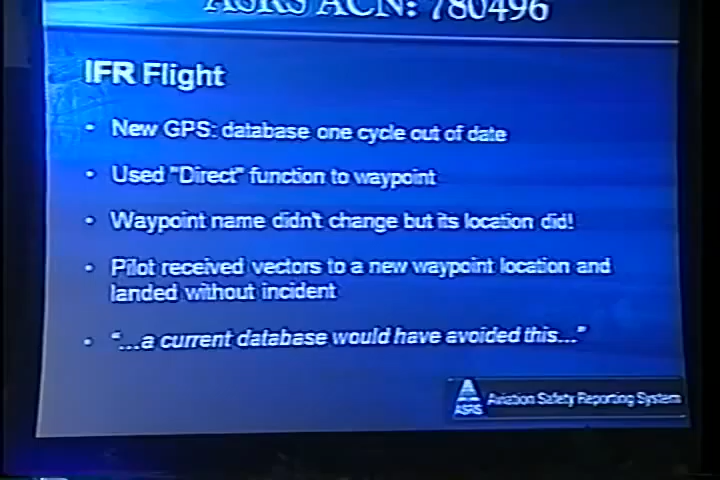 ASRS ACN: 780496
IFR Flight
• New GPS: database one cycle out of date
• Used "Direct" function to waypoint
• Waypoint name didn't change but its location did!
• Pilot received vectors to a new waypoint location and
landed without incident
• "...a current database would have avoided this..."
ASRS Aviation Safety Reporting System